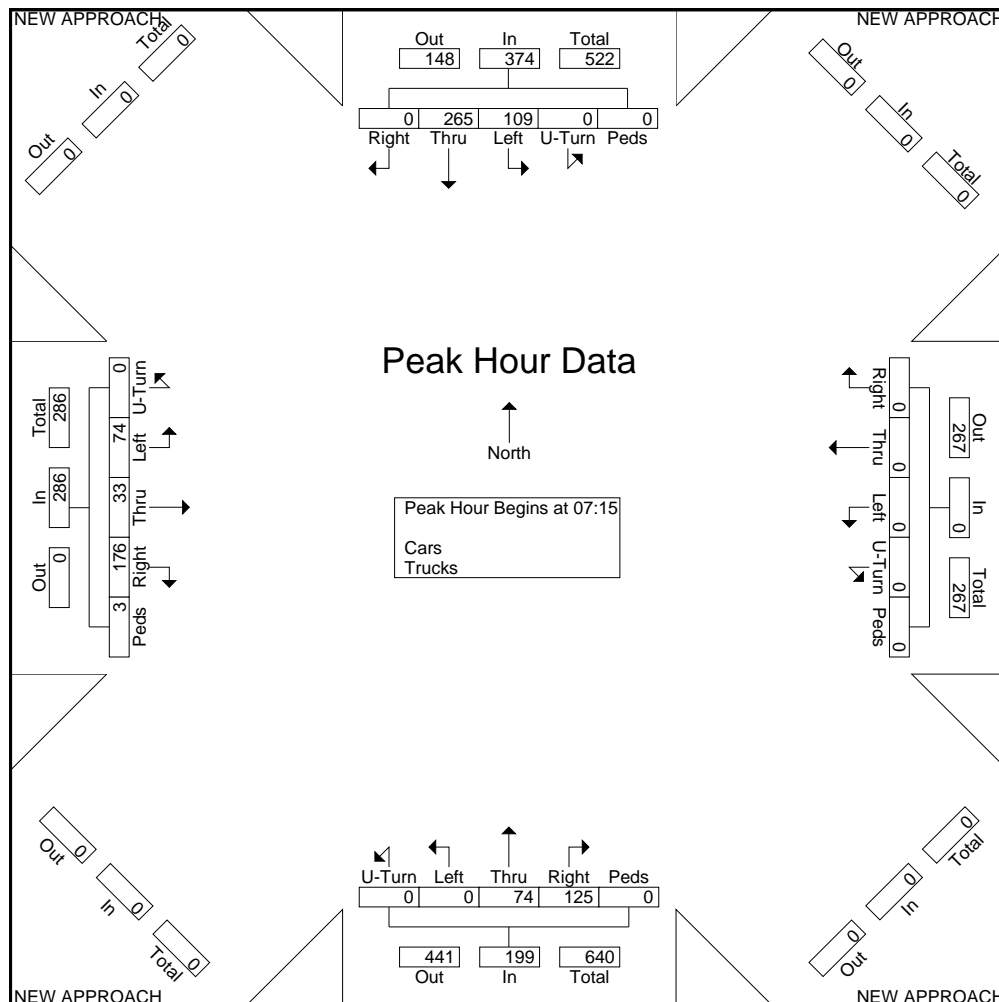 NEW APPROACH
NEW APPROACH
Total
0
In
0
Out
0
Out In Total
148 374 522
0 265 109 0 0
Right Thru Left U-Turn Peds
Out
0
In
0
Total
0
Peak Hour Data
North
Peak Hour Begins at 07:15
Cars
Trucks
Total
286
In
286
Out
0
0
U-Turn
74
Left
33
Thru
176
Right
3
Peds
Right
0
Thru
0
Left
0
U-Turn
0
Peds
0
Out
267
In
0
Total
267
Out
0
In
0
Total
0
U-Turn Left Thru Right Peds
0 0 74 125 0
441 199 640
Out In Total
Total
0
In
0
Out
0
NEW APPROACH
NEW APPROACH